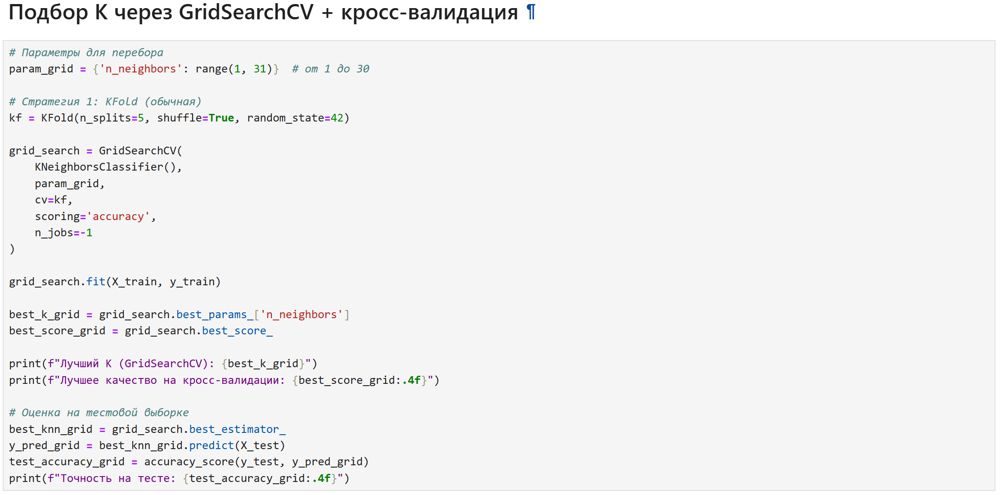 Подбор K через GridSearchCV + кросс-валидация ¶
# Параметры для перебора
param_grid = {'n_neighbors': range(1, 31)}  # от 1 до 30
# Стратегия 1: KFold (обычная)
kf = KFold(n_splits=5, shuffle=True, random_state=42)
grid_search = GridSearchCV(
    KNeighborsClassifier(),
    param_grid,
    cv=kf,
    scoring='accuracy',
    n_jobs=-1
)
grid_search.fit(X_train, y_train)
best_k_grid = grid_search.best_params_['n_neighbors']
best_score_grid = grid_search.best_score_
print(f"Лучший K (GridSearchCV): {best_k_grid}")
print(f"Лучшее качество на кросс-валидации: {best_score_grid:.4f}")
# Оценка на тестовой выборке
best_knn_grid = grid_search.best_estimator_
y_pred_grid = best_knn_grid.predict(X_test)
test_accuracy_grid = accuracy_score(y_test, y_pred_grid)
print(f"Точность на тесте: {test_accuracy_grid:.4f}")